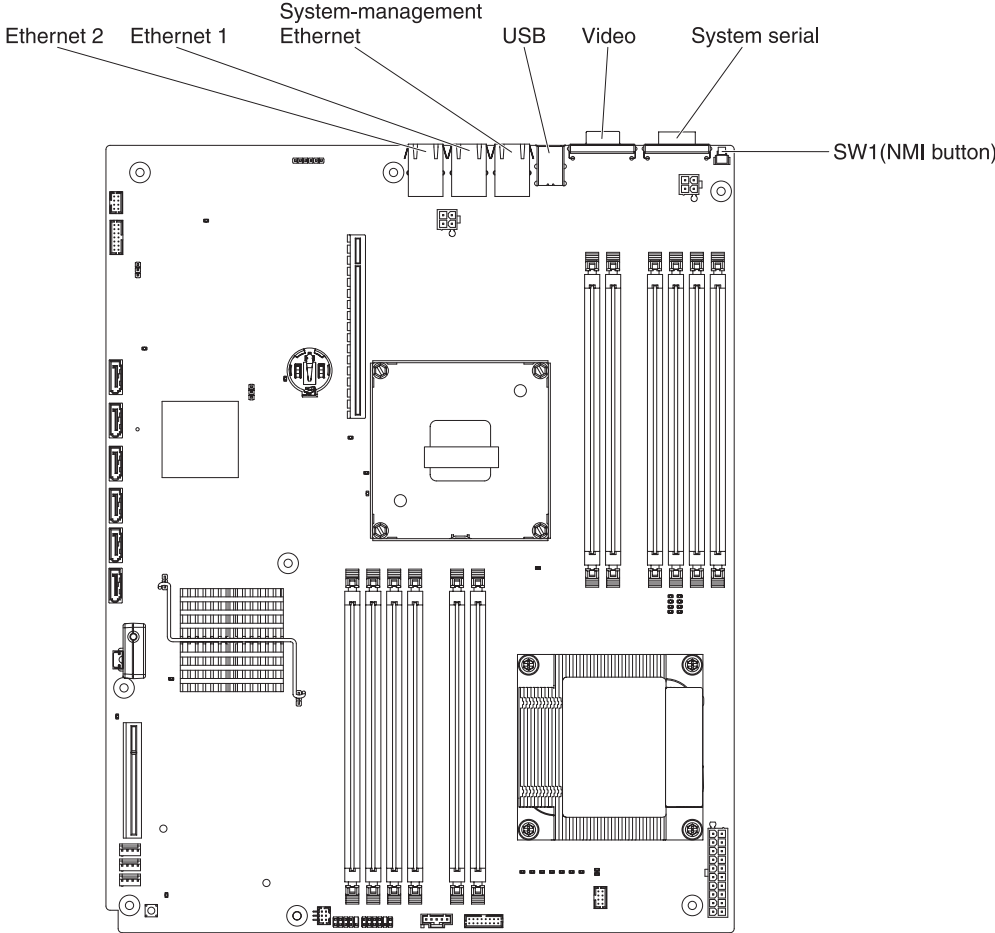 System-management
Ethernet 2 Ethernet 1 Ethernet USB Video System serial
SW1(NMI button)